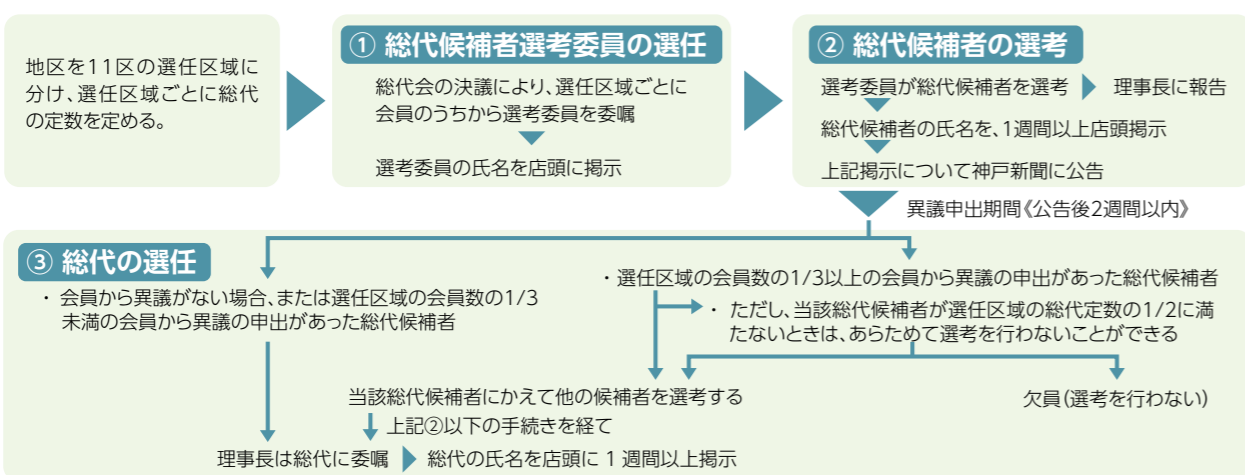 地区を11区の選任区域に
分け、選任区域ごとに総代
の定数を定める。
① 総代候補者選考委員の選任
総代会の決議により、選任区域ごとに
会員のうちから選考委員を委嘱
選考委員の氏名を店頭に掲示
② 総代候補者の選考
選考委員が総代候補者を選考 理事長に報告
総代候補者の氏名を、1週間以上店頭掲示
上記掲示について神戸新聞に公告
異議申出期間《公告後2週間以内》
③ 総代の選任
・ 会員から異議がない場合、または選任区域の会員数の1/3
未満の会員から異議の申出があった総代候補者
・ 選任区域の会員数の1/3以上の会員から異議の申出があった総代候補者
・ ただし、当該総代候補者が選任区域の総代定数の1/2に満
たないときは、あらためて選考を行わないことができる
当該総代候補者にかえて他の候補者を選考する
欠員(選考を行わない)
上記②以下の手続きを経て
理事長は総代に委嘱 総代の氏名を店頭に 1 週間以上掲示